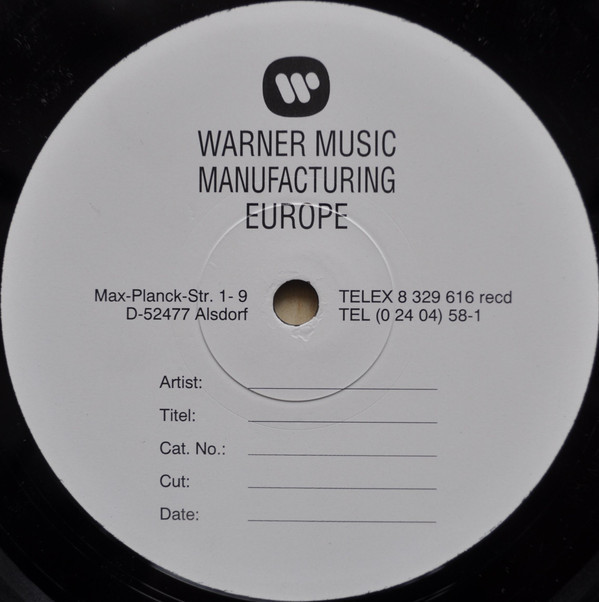 WARNER MUSIC
MANUFACTURING
EUROPE
Max-Planck-Str. 1- 9
D-52477 Alsdorf
TELEX 8 329 616 recd
TEL (0 24 04) 58-1
Artist:
Titel:
Cat. No.:
Cut:
Date: